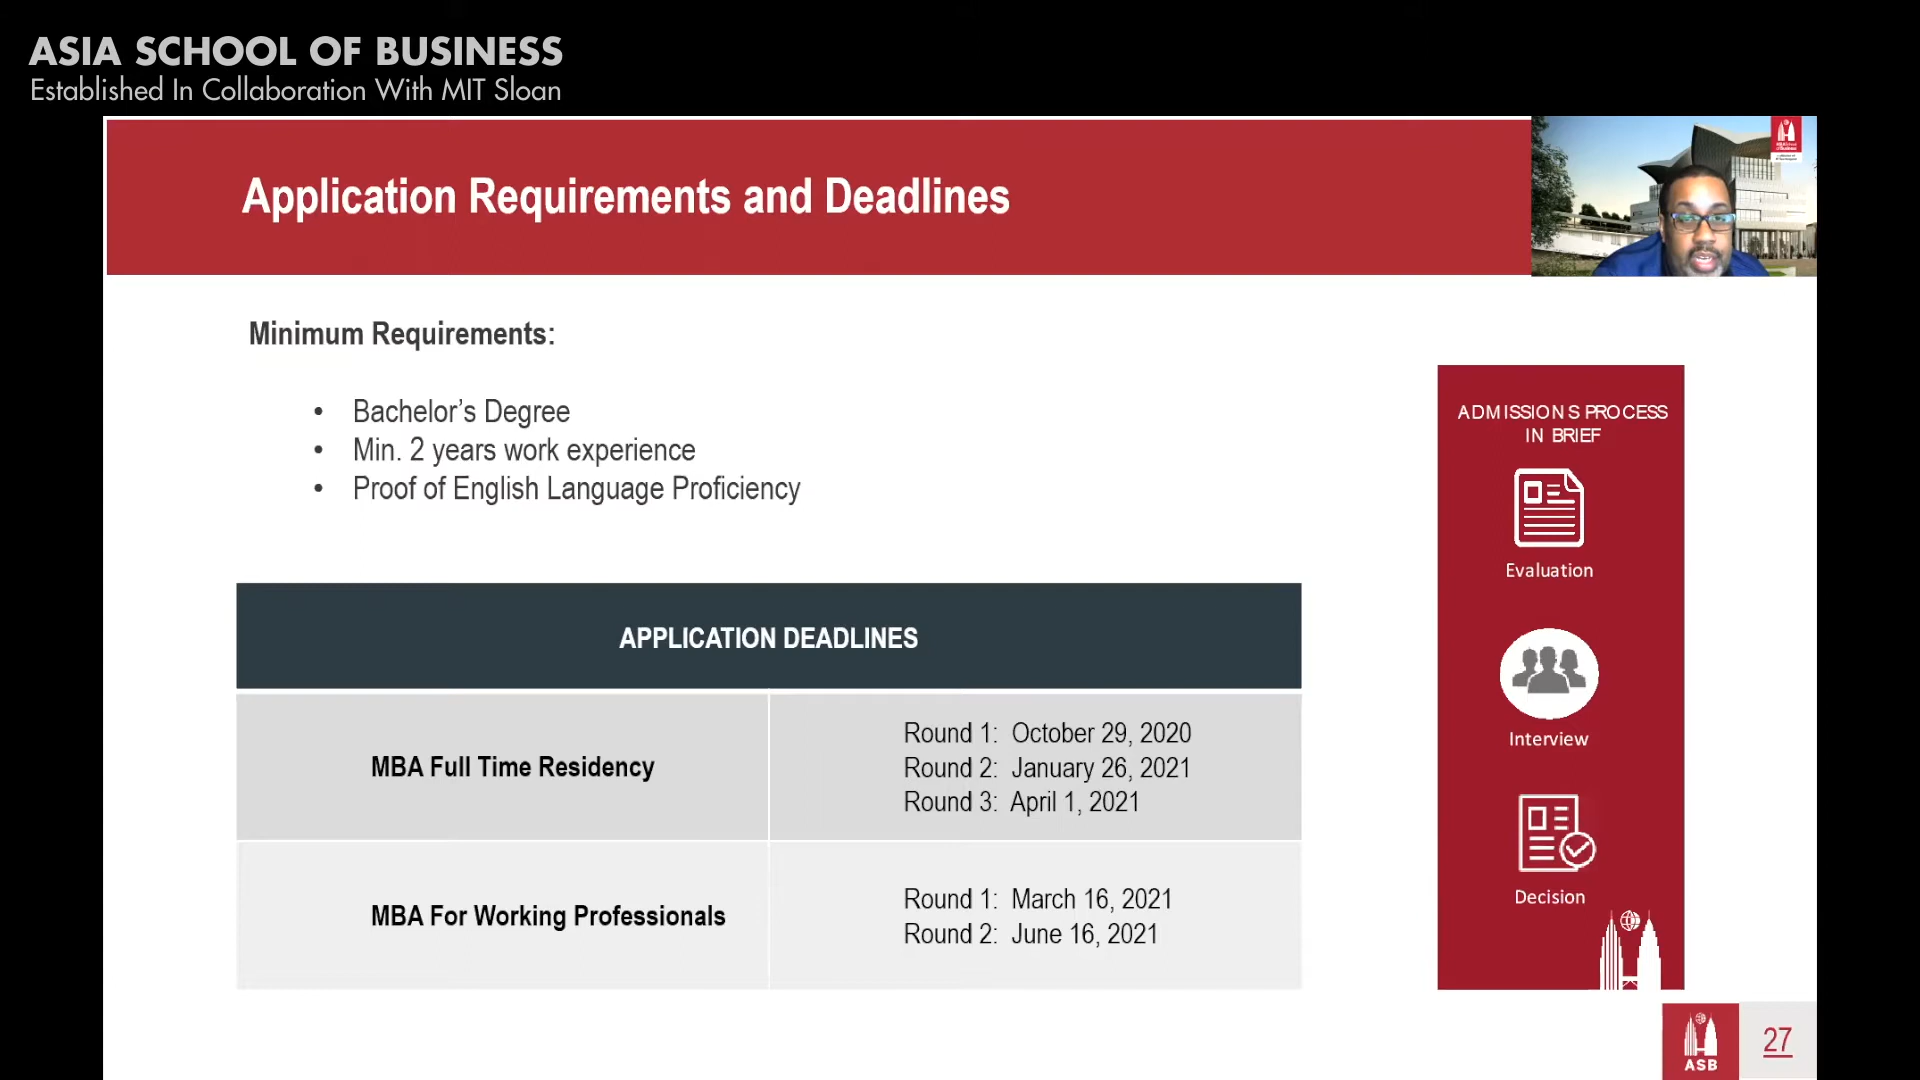 ASIA SCHOOL OF BUSINESS
Established In Collaboration With MIT Sloan
Application Requirements and Deadlines
Minimum Requirements:
• Bachelor’s Degree
• Min. 2 years work experience
• Proof of English Language Proficiency
APPLICATION DEADLINES
MBA Full Time Residency
Round 1: October 29, 2020
Round 2: January 26, 2021
Round 3: April 1, 2021
MBA For Working Professionals
Round 1: March 16, 2021
Round 2: June 16, 2021
ADMISSIONS PROCESS
IN BRIEF
Evaluation
Interview
Decision
ASB
27